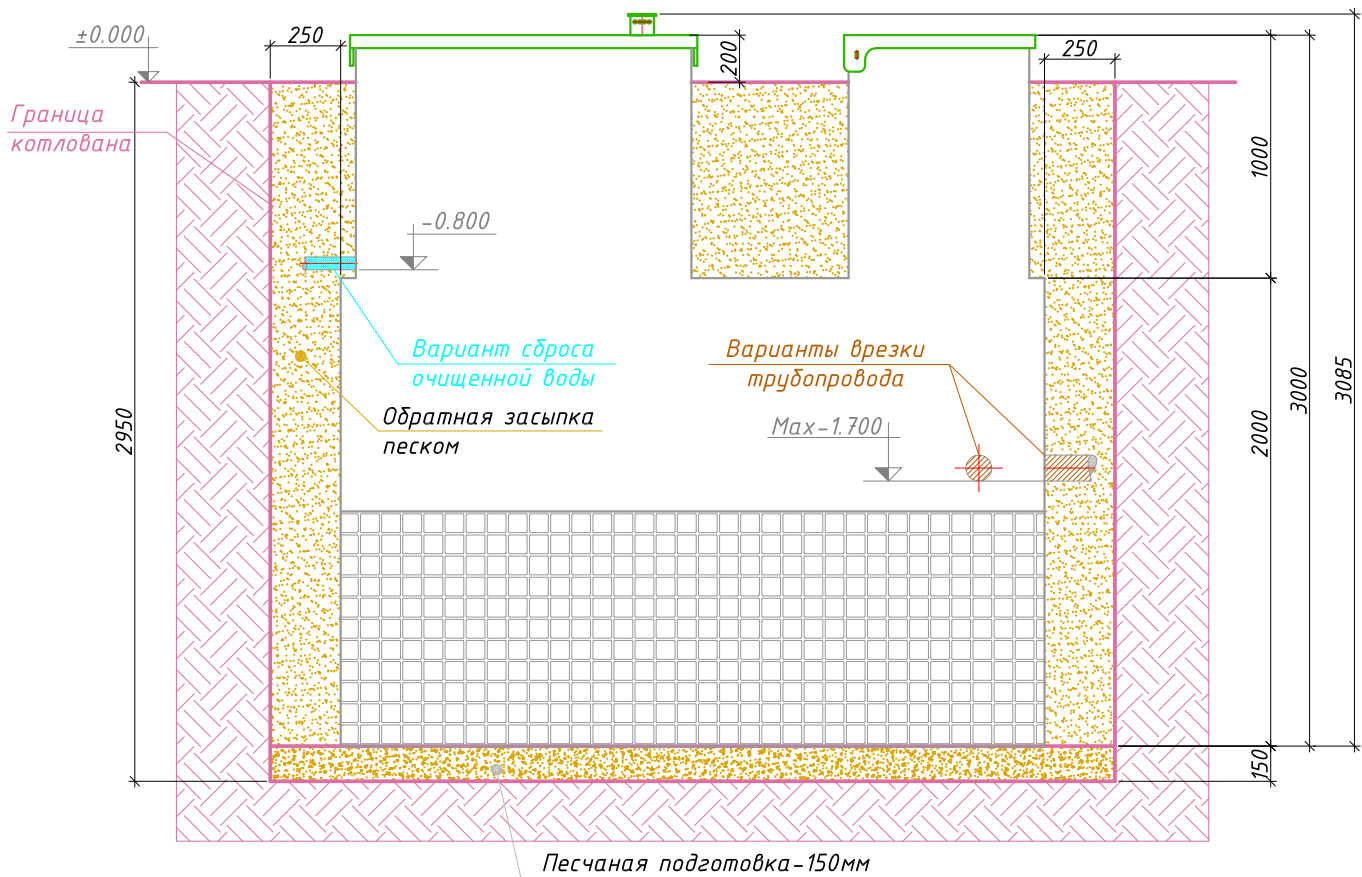 ±0.000
250
200
250
Граница
котлована
1000
-0.800
Вариант сброса
очищенной воды
Варианты врезки
трубопровода
Обратная засыпка
песком
Max-1.700
2950
2000
3000
3085
150
Песчаная подготовка-150мм